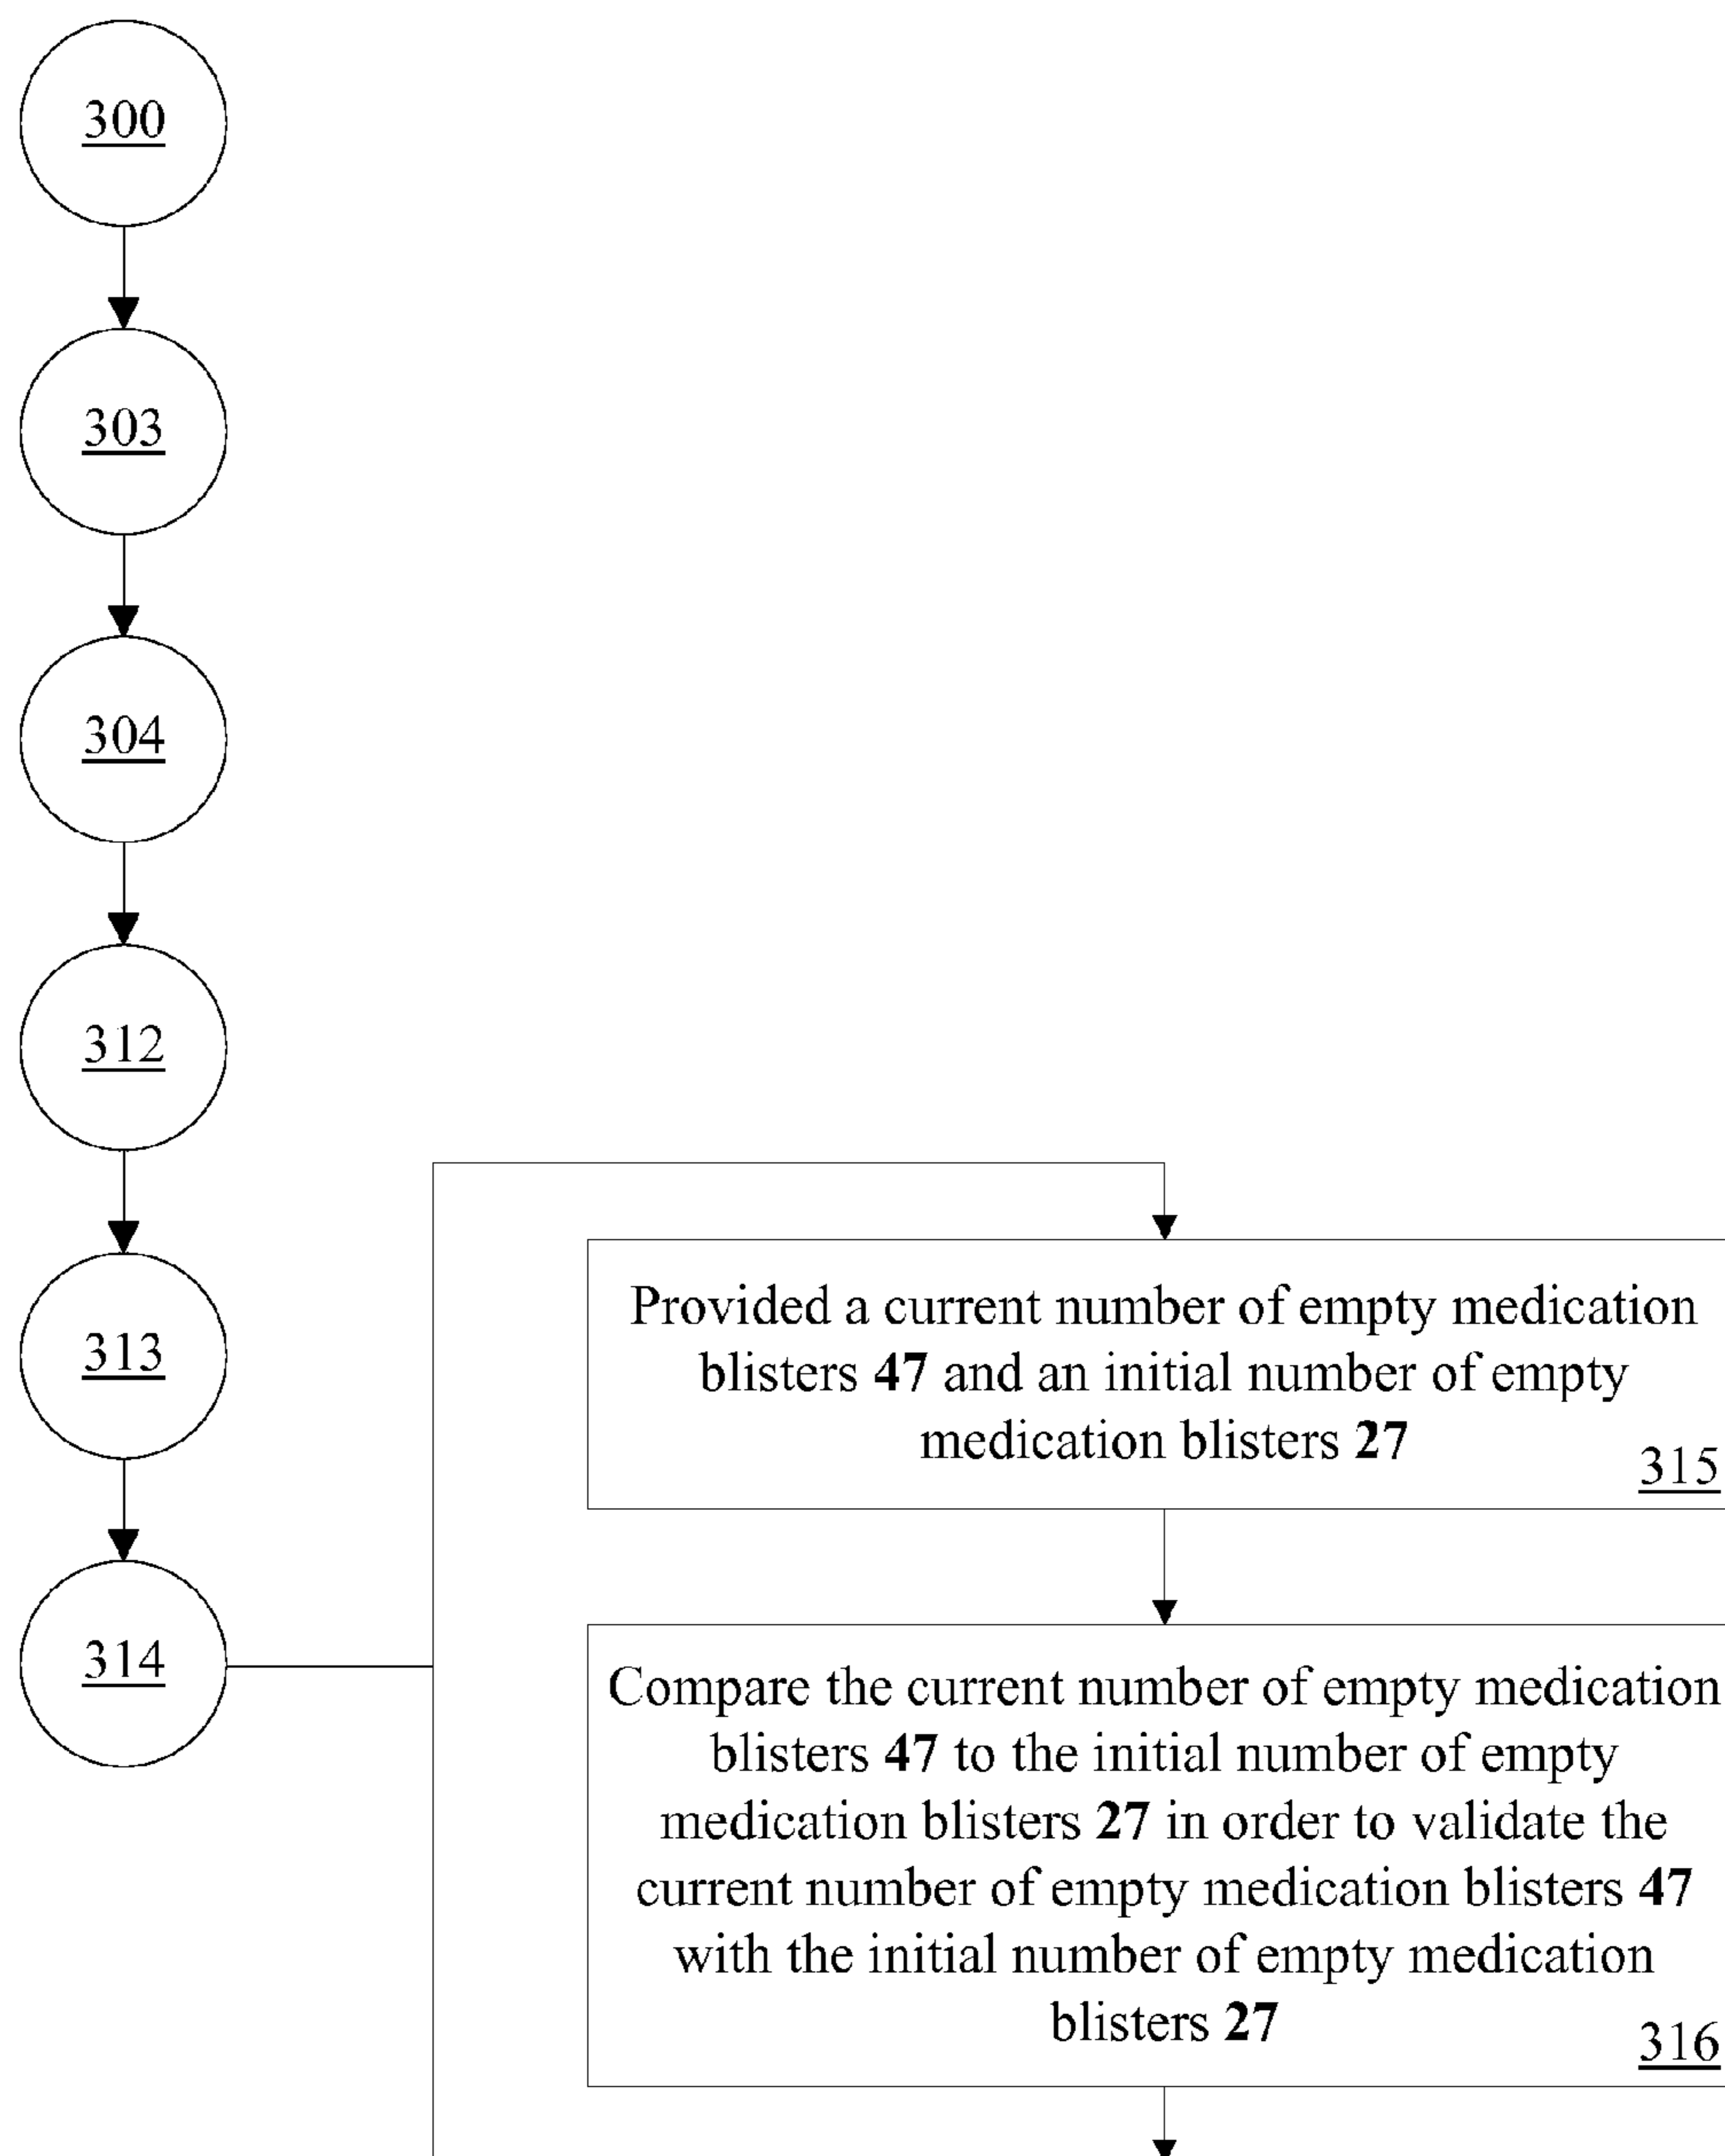 300
303
304
312
313
314
Provided a current number of empty medication
blisters 47 and an initial number of empty
medication blisters 27
315
Compare the current number of empty medication
blisters 47 to the initial number of empty
medication blisters 27 in order to validate the
current number of empty medication blisters 47
with the initial number of empty medication
blisters 27
316